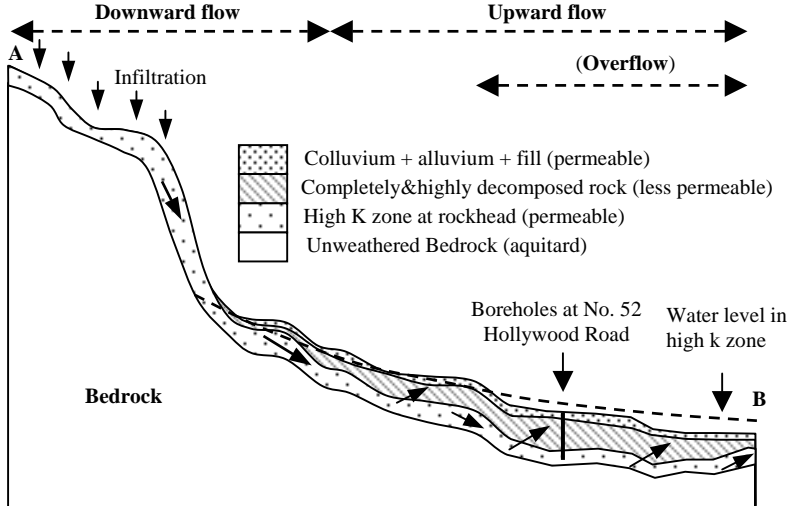 Downward flow
Upward flow
A
Infiltration
(Overflow)
Colluvium + alluvium + fill (permeable)
Completely&highly decomposed rock (less permeable)
High K zone at rockhead (permeable)
Unweathered Bedrock (aquitard)
Boreholes at No. 52
Hollywood Road
Water level in
high k zone
Bedrock
B